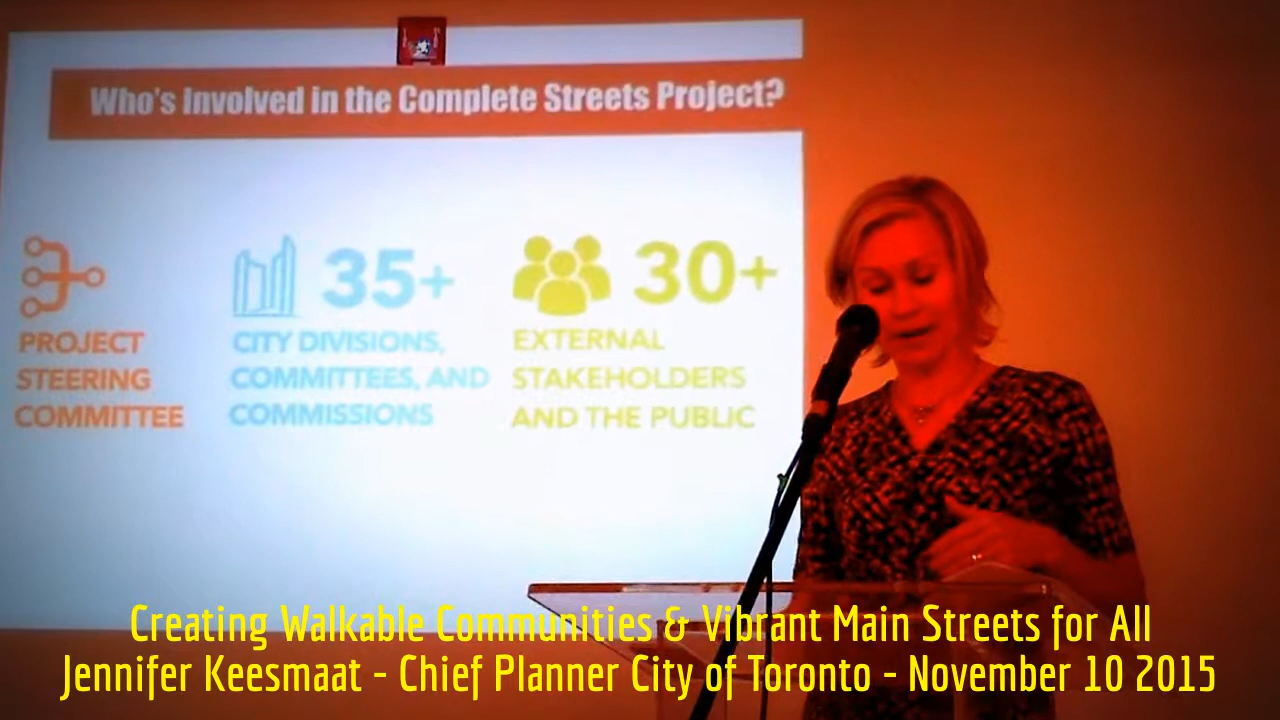 Who's Involved in the Complete Streets Project?
35+
30+
PROJECT
STEERING
COMMITTEE
CITY DIVISIONS,
COMMITTEES, AND
COMMISSIONS
EXTERNAL
STAKEHOLDERS
AND THE PUBLIC
Creating Walkable Communities & Vibrant Main Streets for All
Jennifer Keesmaat - Chief Planner City of Toronto - November 10 2015